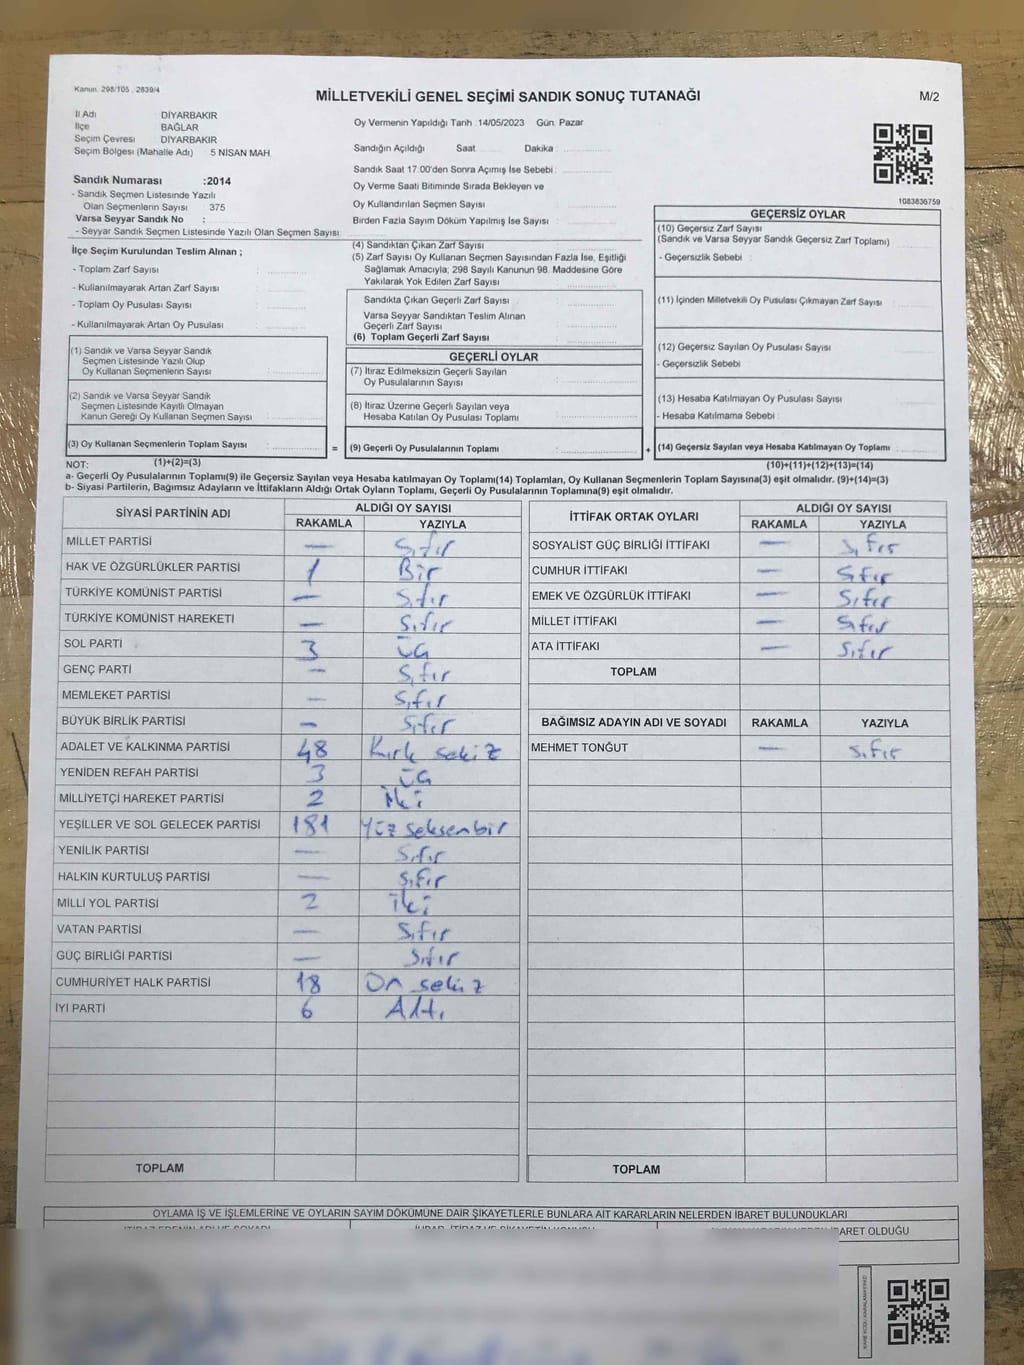 Kanun. 298/105 , 2839/4
MİLLETVEKİLİ GENEL SEÇİMİ SANDIK SONUÇ TUTANAĞI
M/2
İl Adı DİYARBAKIR
İlçe BAĞLAR
Seçim Çevresi DİYARBAKIR
Seçim Bölgesi (Mahalle Adı) 5 NİSAN MAH.
Sandık Numarası :2014
- Sandık Seçmen Listesinde Yazılı
Olan Seçmenlerin Sayısı 375
Varsa Seyyar Sandık No :
- Seyyar Sandık Seçmen Listesinde Yazılı Olan Seçmen Sayısı:
Oy Vermenin Yapıldığı Tarih :14/05/2023 Gün. Pazar
Sandığın Açıldığı Saat Dakika :
Sandık Saat 17:00'den Sonra Açımış İse Sebebi :
Oy Verme Saati Bitiminde Sırada Bekleyen ve
Oy Kullandırılan Seçmen Sayısı :
Birden Fazla Sayım Döküm Yapılmış İse Sayısı :
1083836759
İlçe Seçim Kurulundan Teslim Alınan ;
- Toplam Zarf Sayısı :
- Kullanılmayarak Artan Zarf Sayısı :
- Toplam Oy Pusulası Sayısı :
- Kullanılmayarak Artan Oy Pusulası :
(1) Sandık ve Varsa Seyyar Sandık
Seçmen Listesinde Yazılı Olup
Oy Kullanan Seçmenlerin Sayısı :
(2) Sandık ve Varsa Seyyar Sandık
Seçmen Listesinde Kayıtlı Olmayan
Kanun Gereği Oy Kullanan Seçmen Sayısı :
(3) Oy Kullanan Seçmenlerin Toplam Sayısı :
(4) Sandıktan Çıkan Zarf Sayısı :
(5) Zarf Sayısı Oy Kullanan Seçmen Sayısından Fazla İse, Eşitliği
Sağlamak Amacıyla; 298 Sayılı Kanunun 98. Maddesine Göre
Yakılarak Yok Edilen Zarf Sayısı :
Sandıkta Çıkan Geçerli Zarf Sayısı :
Varsa Seyyar Sandıktan Teslim Alınan
Geçerli Zarf Sayısı :
(6) Toplam Geçerli Zarf Sayısı :
GEÇERLİ OYLAR
(7) İtiraz Edilmeksizin Geçerli Sayılan
Oy Pusulalarının Sayısı :
(8) İtiraz Üzerine Geçerli Sayılan veya
Hesaba Katılan Oy Pusulası Toplamı :
= (9) Geçerli Oy Pusulalarının Toplamı :
GEÇERSİZ OYLAR
(10) Geçersiz Zarf Sayısı
(Sandık ve Varsa Seyyar Sandık Geçersiz Zarf Toplamı)
- Geçersizlik Sebebi :
(11) İçinden Milletvekili Oy Pusulası Çıkmayan Zarf Sayısı
(12) Geçersiz Sayılan Oy Pusulası Sayısı :
- Geçersizlik Sebebi :
(13) Hesaba Katılmayan Oy Pusulası Sayısı :
- Hesaba Katılmama Sebebi :
+ (14) Geçersiz Sayılan veya Hesaba Katılmayan Oy Toplamı
NOT: (1)+(2)=(3) (10)+(11)+(12)+(13)=(14)
a- Geçerli Oy Pusulalarının Toplamı(9) ile Geçersiz Sayılan veya Hesaba katılmayan Oy Toplamı(14) Toplamları, Oy Kullanan Seçmenlerin Toplam Sayısına(3) eşit olmalıdır. (9)+(14)=(3)
b- Siyasi Partilerin, Bağımsız Adayların ve İttifakların Aldığı Ortak Oyların Toplamı, Geçerli Oy Pusulalarının Toplamına(9) eşit olmalıdır.
SİYASİ PARTİNİN ADI ALDIĞI OY SAYISI
RAKAMLA YAZIYLA
MİLLET PARTİSİ — Sıfır
HAK VE ÖZGÜRLÜKLER PARTİSİ 1 Bir
TÜRKİYE KOMÜNİST PARTİSİ — Sıfır
TÜRKİYE KOMÜNİST HAREKETİ — Sıfır
SOL PARTİ 3 Üç
GENÇ PARTİ — Sıfır
MEMLEKET PARTİSİ — Sıfır
BÜYÜK BİRLİK PARTİSİ — Sıfır
ADALET VE KALKINMA PARTİSİ 48 Kırk sekiz
YENİDEN REFAH PARTİSİ 3 Üç
MİLLİYETÇİ HAREKET PARTİSİ 2 İki
YEŞİLLER VE SOL GELECEK PARTİSİ 181 Yüz seksen bir
YENİLİK PARTİSİ — Sıfır
HALKIN KURTULUŞ PARTİSİ — Sıfır
MİLLİ YOL PARTİSİ 2 İki
VATAN PARTİSİ — Sıfır
GÜÇ BİRLİĞİ PARTİSİ — Sıfır
CUMHURİYET HALK PARTİSİ 18 On sekiz
İYİ PARTİ 6 Altı
TOPLAM
İTTİFAK ORTAK OYLARI ALDIĞI OY SAYISI
RAKAMLA YAZIYLA
SOSYALİST GÜÇ BİRLİĞİ İTTİFAKI — Sıfır
CUMHUR İTTİFAKI — Sıfır
EMEK VE ÖZGÜRLÜK İTTİFAKI — Sıfır
MİLLET İTTİFAKI — Sıfır
ATA İTTİFAKI — Sıfır
TOPLAM
BAĞIMSIZ ADAYIN ADI VE SOYADI RAKAMLA YAZIYLA
MEHMET TONĞUT — Sıfır
TOPLAM
OYLAMA İŞ VE İŞLEMLERİNE VE OYLARIN SAYIM DÖKÜMÜNE DAİR ŞİKAYETLERLE BUNLARA AİT KARARLARIN NELERDEN İBARET BULUNDUKLARI
İTİRAZ EDENİN ADI VE SOYADI